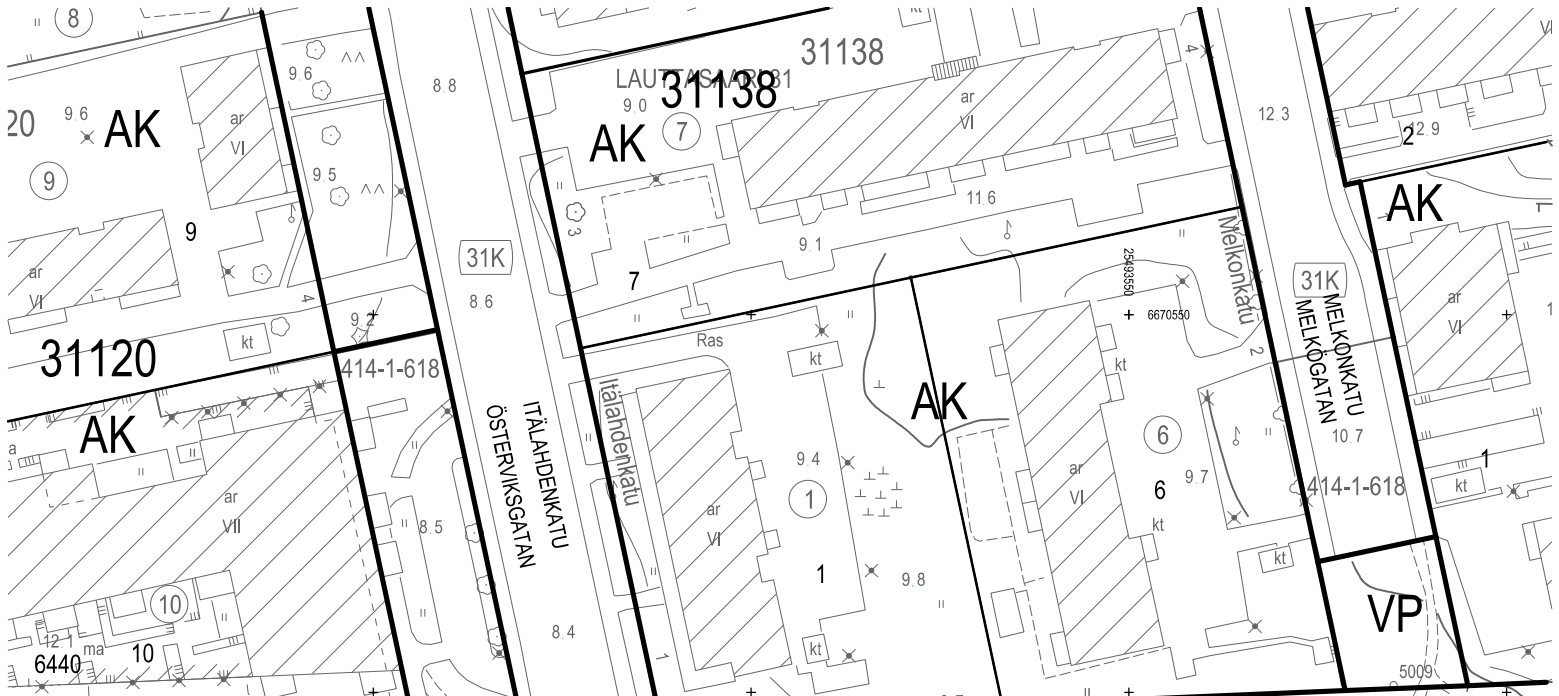 8
kt
31138
9.6
8.8
LAUTTASAARI 31
31138
9.0
4
VI
9.6
AK
20
ar
VI
ar
VI
12.3
2
12.9
AK
7
9
9.5
AK
11.6
9
3
9.1
Melkonkatu
31K
7
25493550
31K
ar
VI
4
8.6
MELKONKATU
MELKÖGATAN
ar
VI
9.2
6670550
kt
Ras
kt
kt
2
31120
414-1-618
AK
AK
Itälahdenkatu
ITÄLAHDENKATU
ÖSTERVIKSGATAN
10.7
6
1
9.4
ar
VI
9.7
6
414-1-618
kt
1
ar
VII
ar
VI
8.5
kt
kt
1
9.8
10
VP
8.4
12.1
ma
10
6440
kt
1
5009